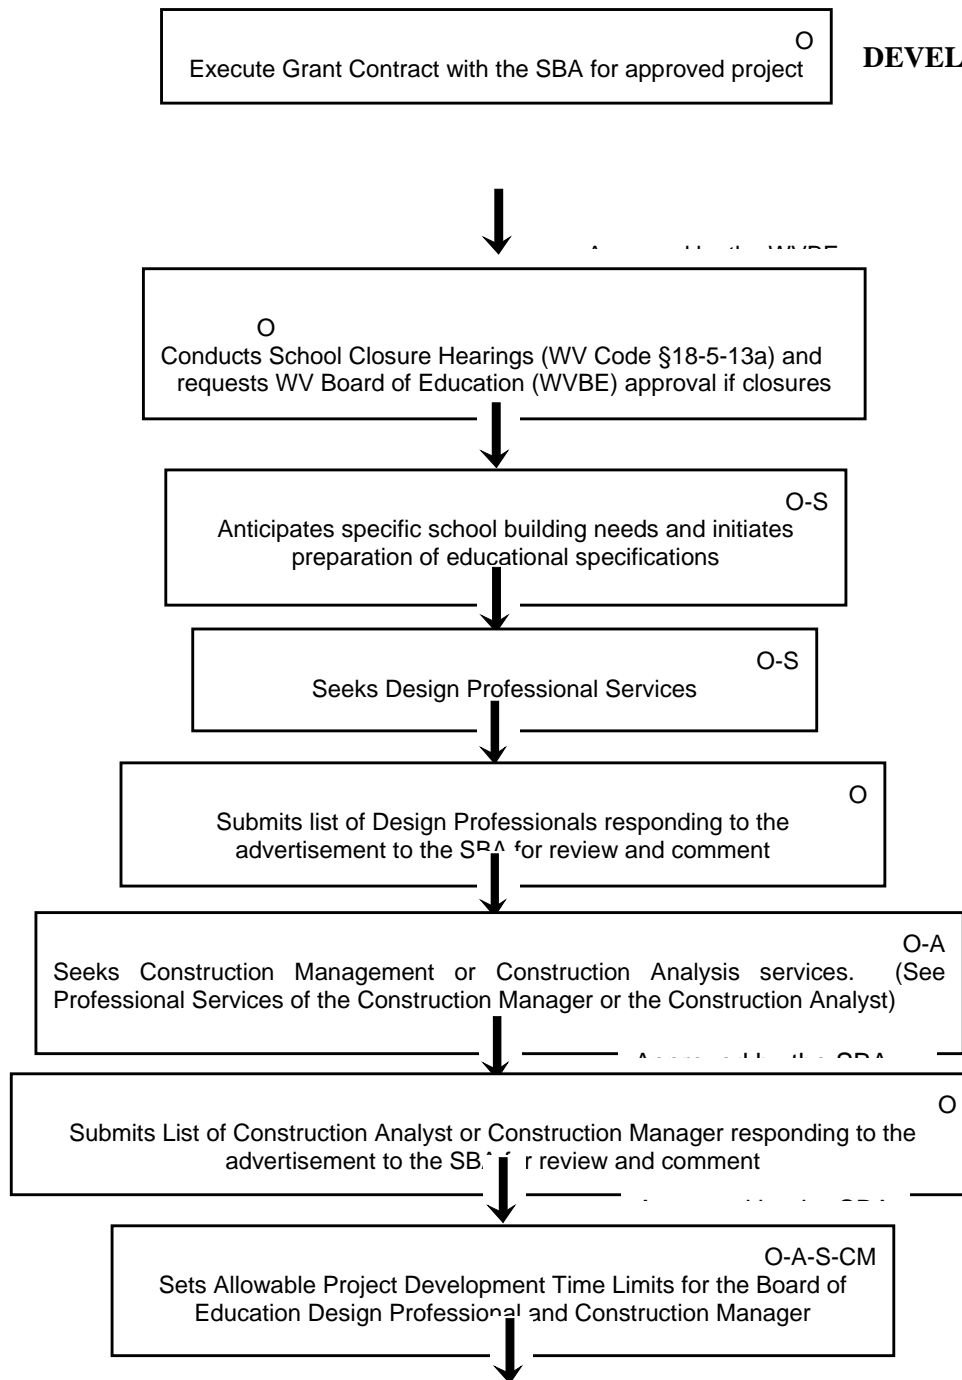 O
Execute Grant Contract with the SBA for approved project
DEVEL
O
Conducts School Closure Hearings (WV Code §18-5-13a) and
requests WV Board of Education (WVBE) approval if closures
O-S
Anticipates specific school building needs and initiates
preparation of educational specifications
O-S
Seeks Design Professional Services
O
Submits list of Design Professionals responding to the
advertisement to the SBA for review and comment
O-A
Seeks Construction Management or Construction Analysis services. (See
Professional Services of the Construction Manager or the Construction Analyst)
O
Submits List of Construction Analyst or Construction Manager responding to the
advertisement to the SBA for review and comment
O-A-S-CM
Sets Allowable Project Development Time Limits for the Board of
Education Design Professional and Construction Manager